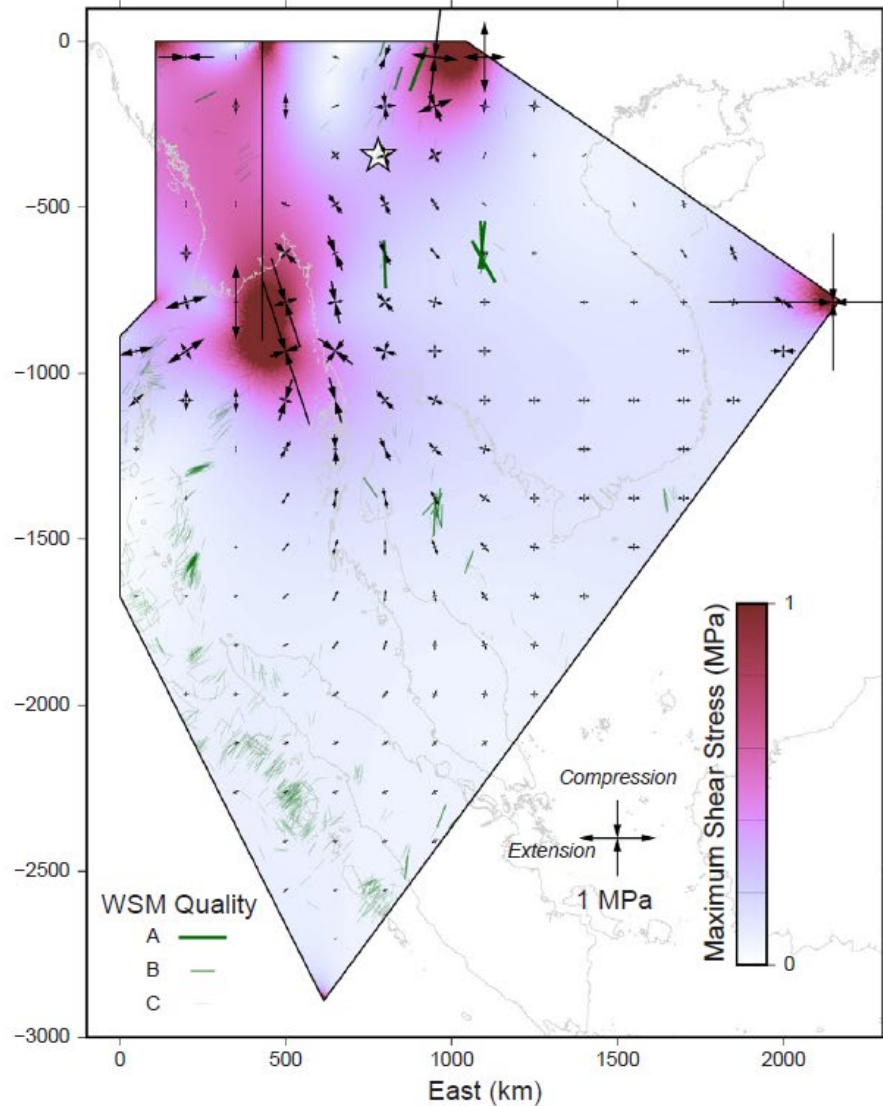 0
−500
−1000
−1500
−2000
−2500
−3000
0
500
1000
1500
2000
East (km)
WSM Quality
A
B
C
Compression
Extension
1 MPa
Maximum Shear Stress (MPa)
1
0